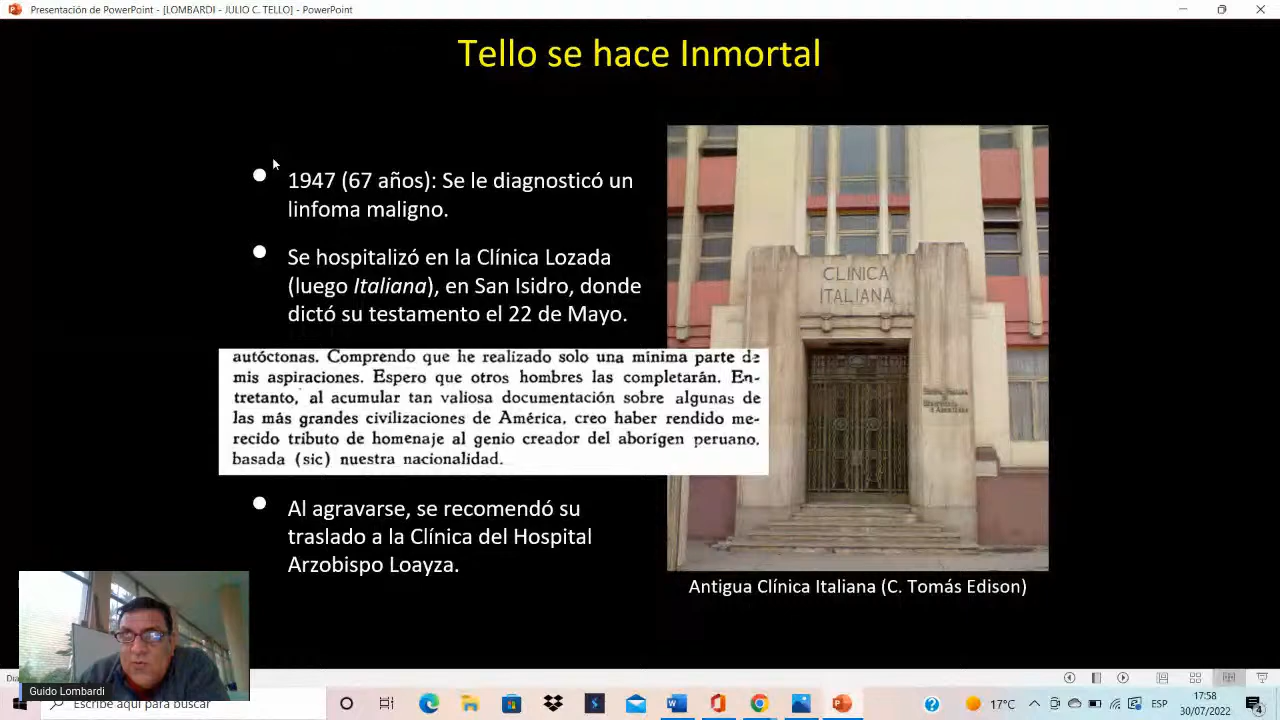 Presentación de PowerPoint - [LOMBARDI - JULIO C. TELLO] - PowerPoint
Tello se hace Inmortal
1947 (67 años): Se le diagnosticó un
linfoma maligno.
Se hospitalizó en la Clínica Lozada
(luego Italiana), en San Isidro, donde
dictó su testamento el 22 de Mayo.
autóctonas. Comprendo que he realizado solo una mínima parte de
mis aspiraciones. Espero que otros hombres las completarán. En-
tretanto, al acumular tan valiosa documentación sobre algunas de
las más grandes civilizaciones de América, creo haber rendido me-
recido tributo de homenaje al genio creador del aborigen peruano,
basada (sic) nuestra nacionalidad.
Al agravarse, se recomendó su
traslado a la Clínica del Hospital
Arzobispo Loayza.
CLINICA
ITALIANA
Antigua Clínica Italiana (C. Tomás Edison)
Guido Lombardi
Escribe aquí para buscar
17°C
ESP
17:58
30/07/2022
4